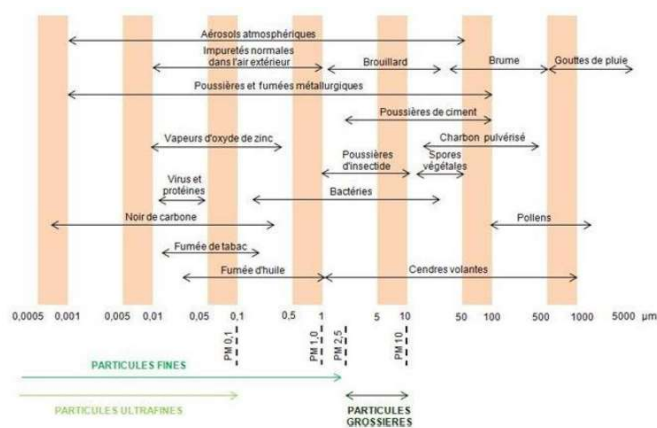 Aérosols atmosphériques
Impuretés normales
dans l'air extérieur
Brouillard
Brume
Gouttes de pluie
Poussières et fumées métallurgiques
Poussières de ciment
Vapeurs d'oxyde de zinc
Charbon pulvérisé
Poussières
d'insectide
Spores
végétales
Virus et
protéines
Bactéries
Noir de carbone
Pollens
Fumée de tabac
Fumée d'huile
Cendres volantes
0,0005 0,001 0,005 0,01 0,05 0,1 0,5 1 5 10 50 100 500 1000 5000 µm
PM 0,1
PM 1,0
PM 2,5
PM 10
PARTICULES FINES
PARTICULES ULTRAFINES
PARTICULES
GROSSIERES